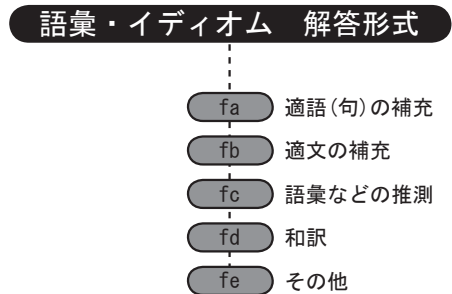 語彙・イディオム 解答形式
fa 適語(句)の補充
fb 適文の補充
fc 語彙などの推測
fd 和訳
fe その他